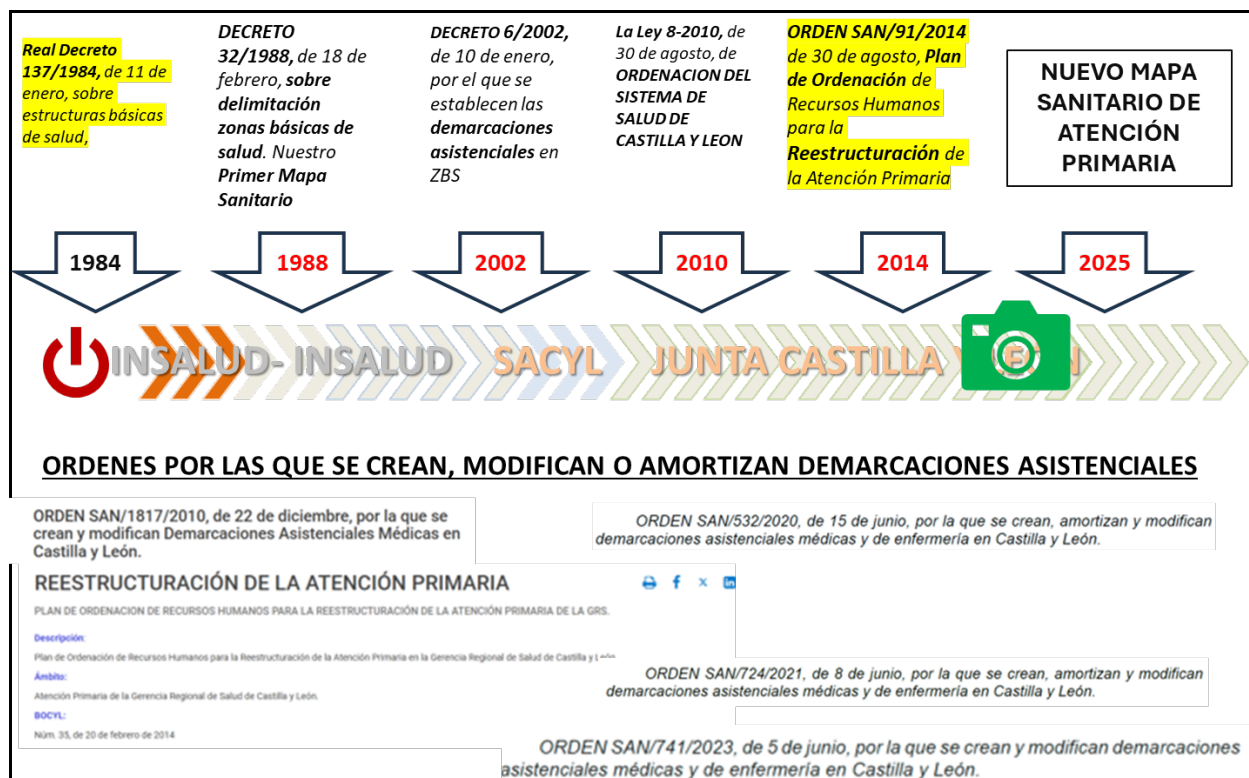 Real Decreto
137/1984, de 11 de
enero, sobre
estructuras básicas
de salud,
DECRETO
32/1988, de 18 de
febrero, sobre
delimitación
zonas básicas de
salud. Nuestro
Primer Mapa
Sanitario
DECRETO 6/2002,
de 10 de enero,
por el que se
establecen las
demarcaciones
asistenciales en
ZBS
La Ley 8-2010, de
30 de agosto, de
ORDENACION DEL
SISTEMA DE
SALUD DE
CASTILLA Y LEON
ORDEN SAN/91/2014
de 30 de agosto, Plan
de Ordenación de
Recursos Humanos
para la
Reestructuración de
la Atención Primaria
NUEVO MAPA
SANITARIO DE
ATENCIÓN
PRIMARIA
1984
1988
2002
2010
2014
2025
INSALUD- INSALUD SACYL JUNTA CASTILLA Y LEON
ORDENES POR LAS QUE SE CREAN, MODIFICAN O AMORTIZAN DEMARCACIONES ASISTENCIALES
ORDEN SAN/1817/2010, de 22 de diciembre, por la que se
crean y modifican Demarcaciones Asistenciales Médicas en
Castilla y León.
ORDEN SAN/532/2020, de 15 de junio, por la que se crean, amortizan y modifican
demarcaciones asistenciales médicas y de enfermería en Castilla y León.
REESTRUCTURACIÓN DE LA ATENCIÓN PRIMARIA
PLAN DE ORDENACION DE RECURSOS HUMANOS PARA LA REESTRUCTURACIÓN DE LA ATENCIÓN PRIMARIA DE LA GRS.
Descripción:
Plan de Ordenación de Recursos Humanos para la Reestructuración de la Atención Primaria en la Gerencia Regional de Salud de Castilla y
Ámbito:
Atención Primaria de la Gerencia Regional de Salud de Castilla y León.
BOCYL:
Núm. 35, de 20 de febrero de 2014
ORDEN SAN/724/2021, de 8 de junio, por la que se crean, amortizan y modifican
demarcaciones asistenciales médicas y de enfermería en Castilla y León.
ORDEN SAN/741/2023, de 5 de junio, por la que se crean y modifican demarcaciones
asistenciales médicas y de enfermería en Castilla y León.